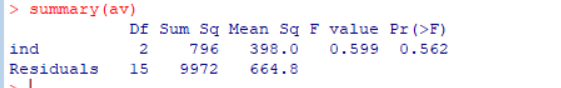 > summary(av)
            Df Sum Sq Mean Sq F value Pr(>F)
ind          2    796   398.0   0.599  0.562
Residuals   15   9972   664.8
>